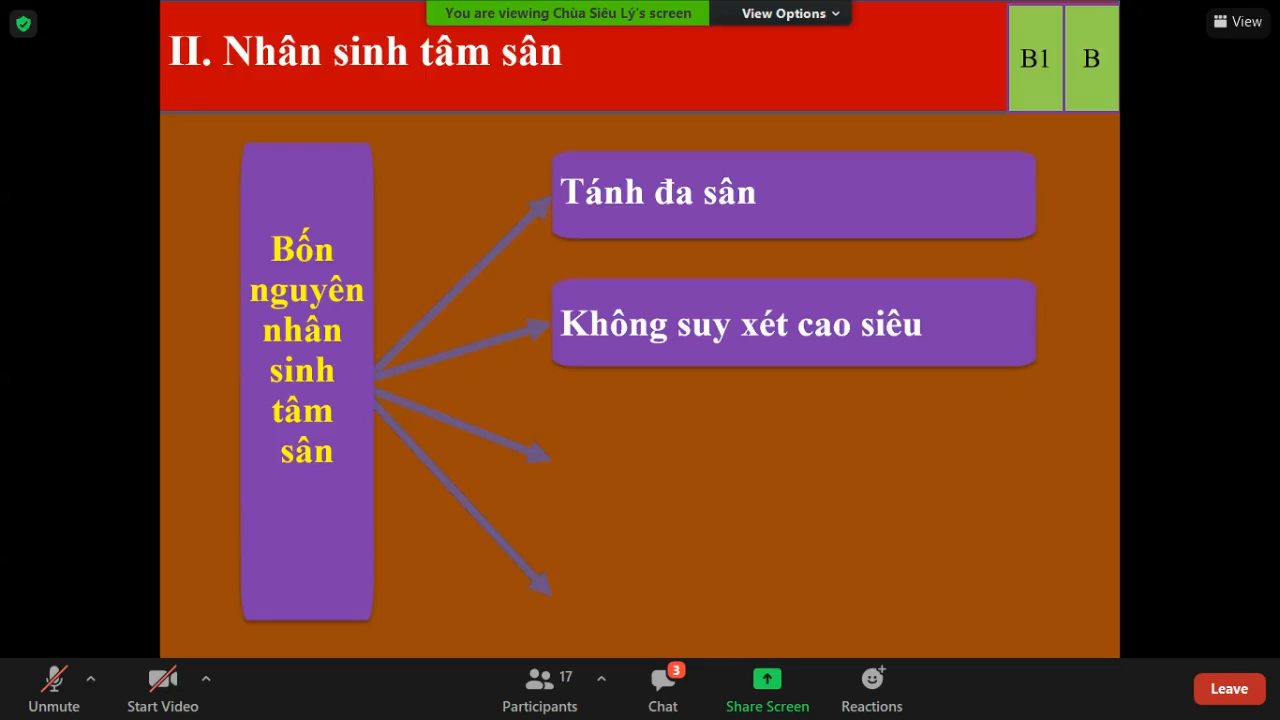 You are viewing Chùa Siêu Lý's screen
View Options
View
II. Nhân sinh tâm sân
B1
B
Bốn
nguyên
nhân
sinh
tâm
sân
Tánh đa sân
Không suy xét cao siêu
Unmute
Start Video
Participants
17
Chat
3
Share Screen
Reactions
Leave